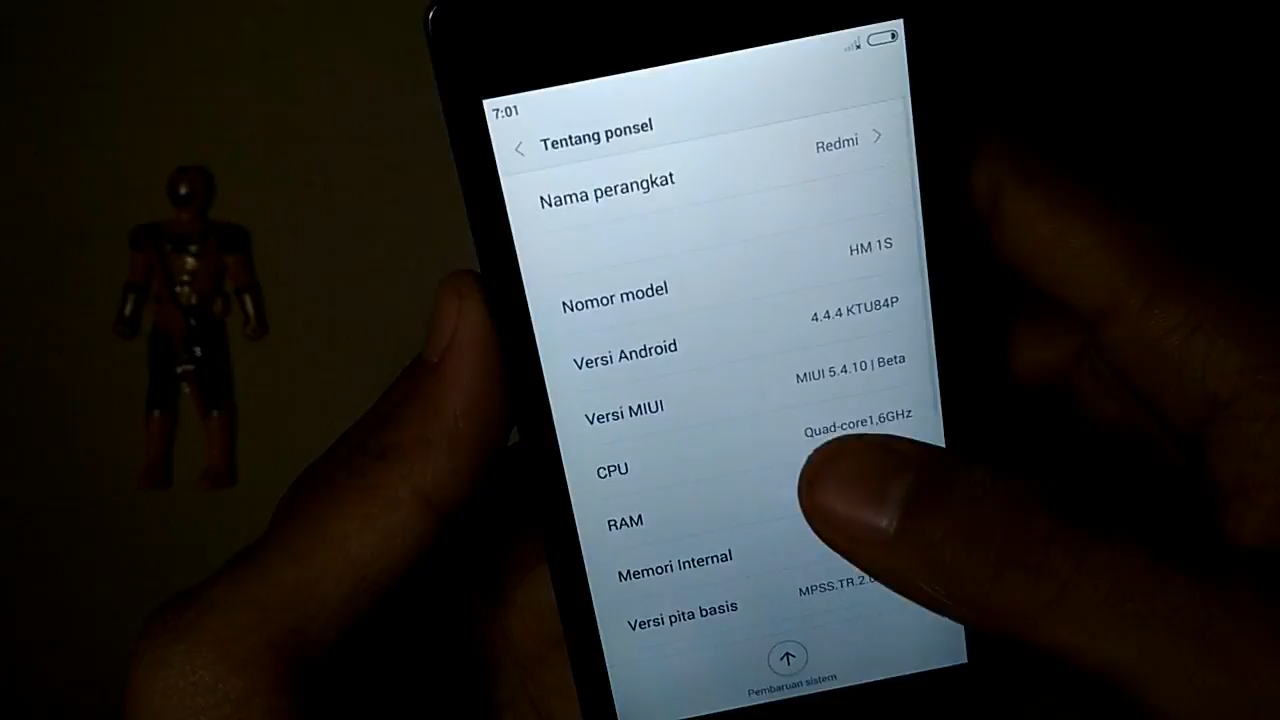 7:01
Tentang ponsel
Nama perangkat Redmi
Nomor model HM 1S
Versi Android 4.4.4 KTU84P
Versi MIUI MIUI 5.4.10 | Beta
CPU Quad-core1,6GHz
RAM
Memori Internal
Versi pita basis MPSS.TR.2.
Pembaruan sistem